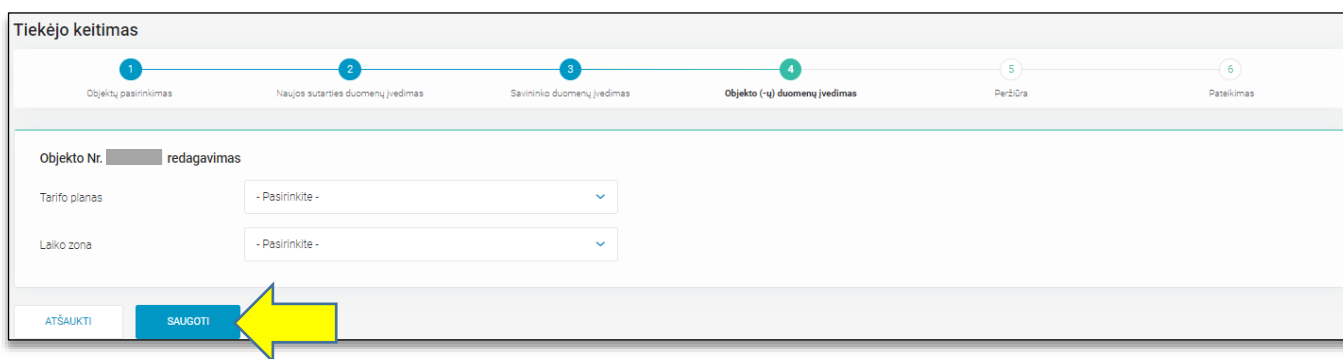 Tiekėjo keitimas
1 2 3 4 5 6
Objektų pasirinkimas Naujos sutarties duomenų įvedimas Savininko duomenų įvedimas Objekto (-ų) duomenų įvedimas Peržiūra Pateikimas
Objekto Nr. redagavimas
Tarifo planas - Pasirinkite -
Laiko zona - Pasirinkite -
ATŠAUKTI SAUGOTI